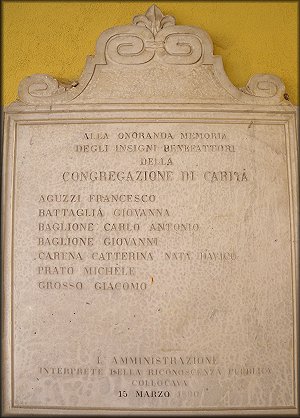 ALLA ONORANDA MEMORIA
DEGLI INSIGNI BENEFATTORI
DELLA
CONGREGAZIONE DI CARITÀ
AGUZZI FRANCESCO
BATTAGLIA GIOVANNA
BAGLIONE CARLO ANTONIO
BAGLIONE GIOVANNI
CARENA CATTERINA NATA DAVICO
PRATO MICHELE
GROSSO GIACOMO
L'AMMINISTRAZIONE
INTERPRETE DELLA RICONOSCENZA PUBBLICA
COLLOCAVA
15 MARZO